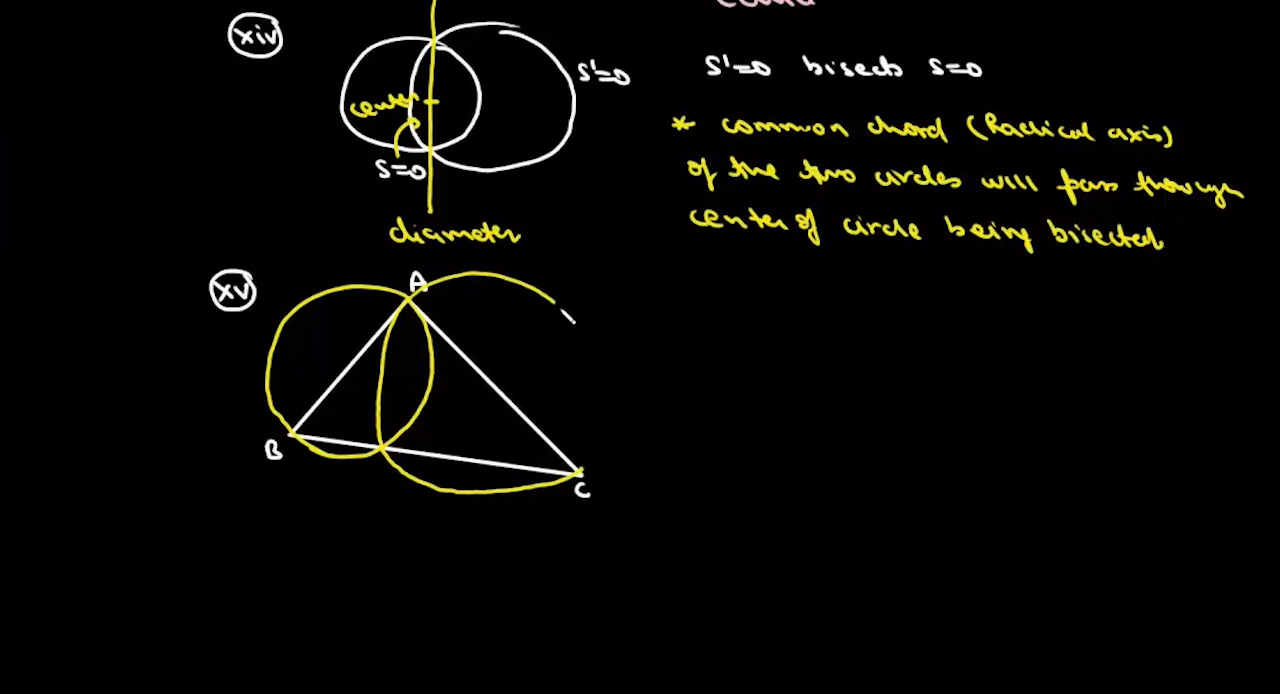 xiv
S'=0
S'=0 bisects S=0
center
* common chord (Radical axis)
S=0
of the two circles will pass through
center of circle being bisected
diameter
xv
A
B
C